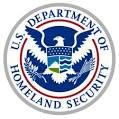 U.S. DEPARTMENT OF
HOMELAND SECURITY